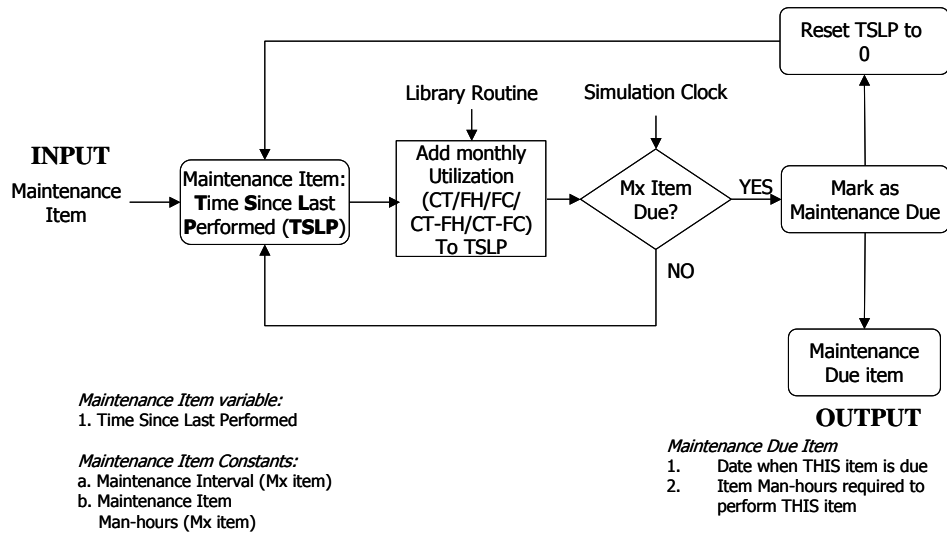 Reset TSLP to
0
Library Routine
Simulation Clock
INPUT
Maintenance
Item
Maintenance Item:
Time Since Last
Performed (TSLP)
Add monthly
Utilization
(CT/FH/FC/
CT-FH/CT-FC)
To TSLP
Mx Item
Due?
YES
NO
Mark as
Maintenance Due
Maintenance
Due item
OUTPUT
Maintenance Item variable:
1. Time Since Last Performed
Maintenance Item Constants:
a. Maintenance Interval (Mx item)
b. Maintenance Item
Man-hours (Mx item)
Maintenance Due Item
1. Date when THIS item is due
2. Item Man-hours required to
perform THIS item